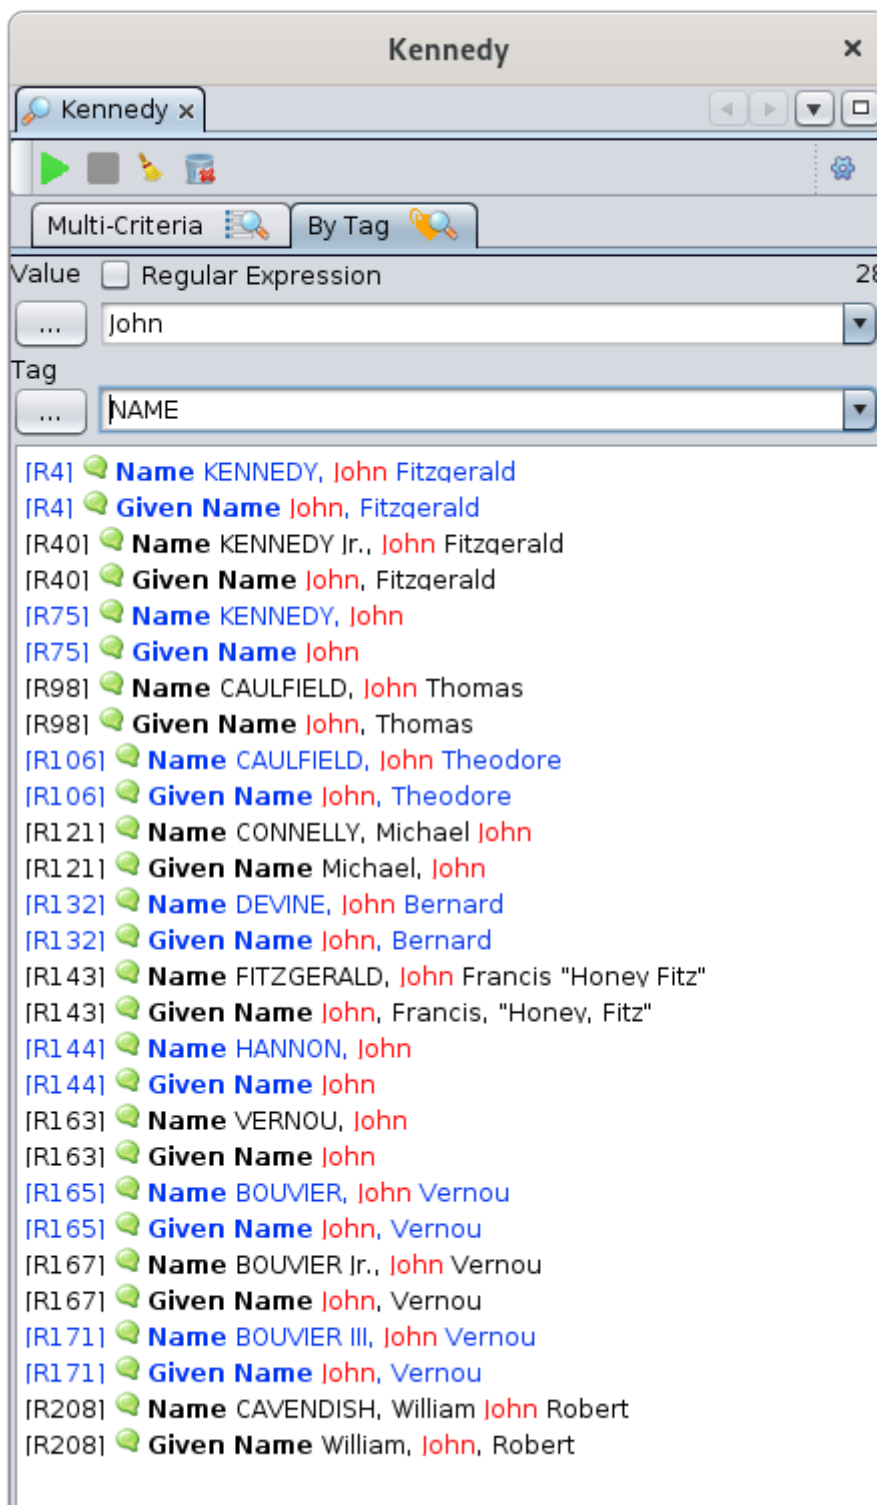 Kennedy
Kennedy
Multi-Criteria By Tag
Value Regular Expression 28
... John
Tag
... NAME
[R4] Name KENNEDY, John Fitzgerald
[R4] Given Name John, Fitzgerald
[R40] Name KENNEDY Jr., John Fitzgerald
[R40] Given Name John, Fitzgerald
[R75] Name KENNEDY, John
[R75] Given Name John
[R98] Name CAULFIELD, John Thomas
[R98] Given Name John, Thomas
[R106] Name CAULFIELD, John Theodore
[R106] Given Name John, Theodore
[R121] Name CONNELLY, Michael John
[R121] Given Name Michael, John
[R132] Name DEVINE, John Bernard
[R132] Given Name John, Bernard
[R143] Name FITZGERALD, John Francis "Honey Fitz"
[R143] Given Name John, Francis, "Honey, Fitz"
[R144] Name HANNON, John
[R144] Given Name John
[R163] Name VERNOU, John
[R163] Given Name John
[R165] Name BOUVIER, John Vernou
[R165] Given Name John, Vernou
[R167] Name BOUVIER Jr., John Vernou
[R167] Given Name John, Vernou
[R171] Name BOUVIER III, John Vernou
[R171] Given Name John, Vernou
[R208] Name CAVENDISH, William John Robert
[R208] Given Name William, John, Robert